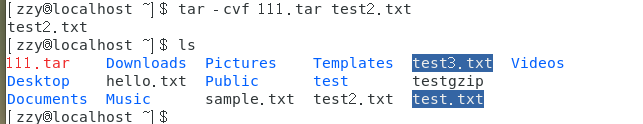 [zzy@localhost ~]$ tar -cvf 111.tar test2.txt
test2.txt
[zzy@localhost ~]$ ls
111.tar    Downloads  Pictures    Templates  test3.txt  Videos
Desktop    hello.txt  Public      test       testgzip
Documents  Music      sample.txt  test2.txt  test.txt
[zzy@localhost ~]$